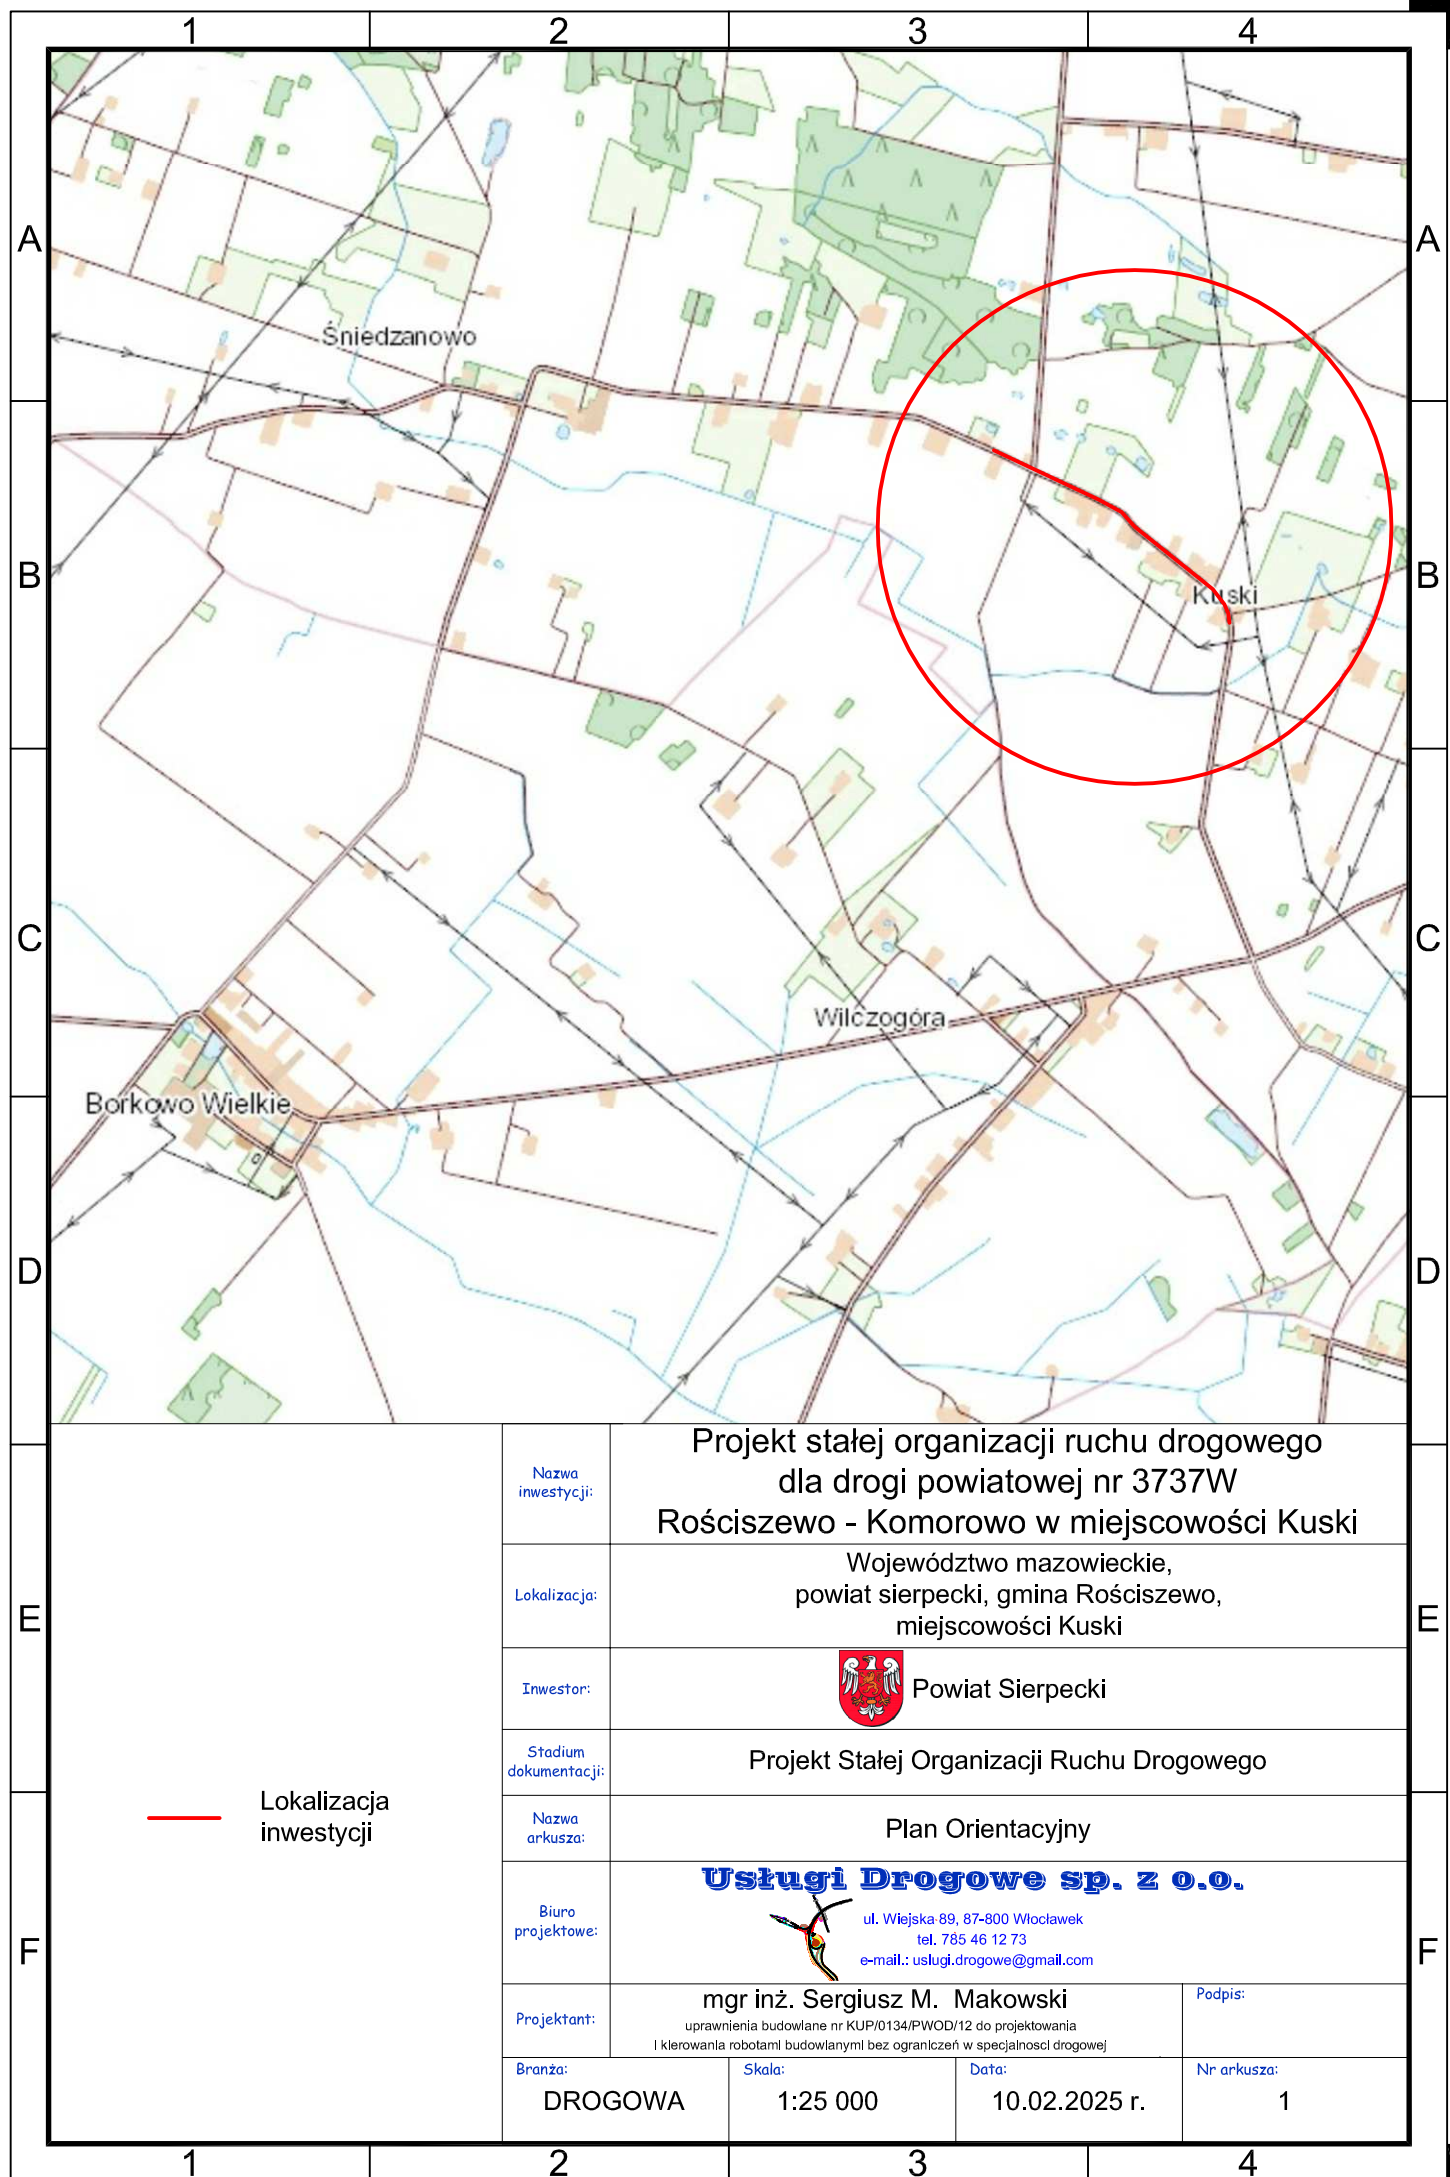 1 2 3 4
A A
Śniedzanowo
B B
Kuski
C C
Wilczogóra
Borkowo Wielkie
D D
Nazwa
inwestycji:
Projekt stałej organizacji ruchu drogowego
dla drogi powiatowej nr 3737W
Rościszewo - Komorowo w miejscowości Kuski
Lokalizacja:
Województwo mazowieckie,
powiat sierpecki, gmina Rościszewo,
miejscowości Kuski
E E
Inwestor:
Powiat Sierpecki
Stadium
dokumentacji:
Projekt Stałej Organizacji Ruchu Drogowego
Lokalizacja
inwestycji
Nazwa
arkusza:
Plan Orientacyjny
Biuro
projektowe:
Usługi Drogowe sp. z o.o.
ul. Wiejska 89, 87-800 Włocławek
tel. 785 46 12 73
e-mail.: uslugi.drogowe@gmail.com
F F
Projektant:
mgr inż. Sergiusz M. Makowski
uprawnienia budowlane nr KUP/0134/PWOD/12 do projektowania
i kierowania robotami budowlanymi bez ograniczeń w specjalnosci drogowej
Podpis:
Branża:
DROGOWA
Skala:
1:25 000
Data:
10.02.2025 r.
Nr arkusza:
1
1 2 3 4